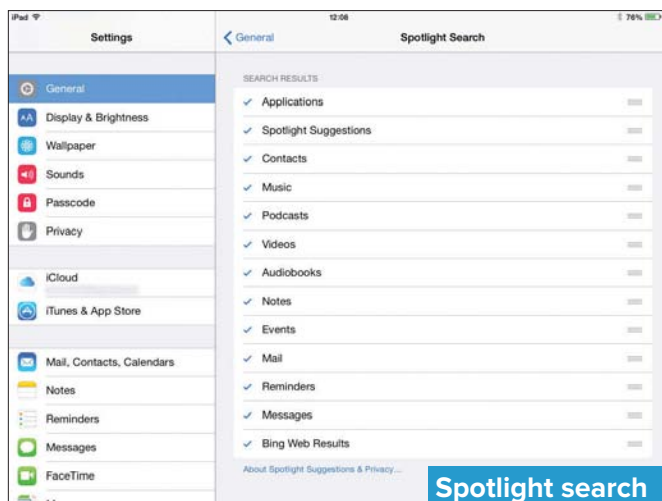 iPad 12:08 76%
Settings
General
Display & Brightness
Wallpaper
Sounds
Passcode
Privacy
iCloud
iTunes & App Store
Mail, Contacts, Calendars
Notes
Reminders
Messages
FaceTime
General Spotlight Search
SEARCH RESULTS
Applications
Spotlight Suggestions
Contacts
Music
Podcasts
Videos
Audiobooks
Notes
Events
Mail
Reminders
Messages
Bing Web Results
About Spotlight Suggestions & Privacy...
Spotlight search